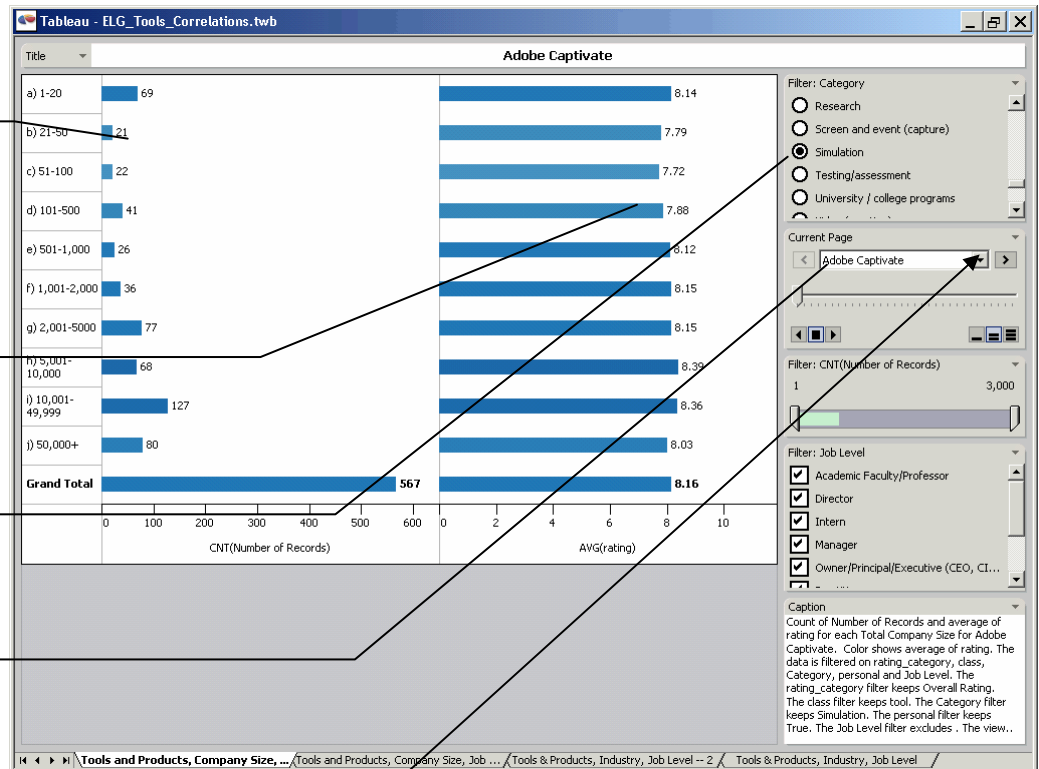 Tableau - ELG_Tools_Correlations.twb
Title
Adobe Captivate
a) 1-20
69
8.14
b) 21-50
21
7.79
c) 51-100
22
7.72
d) 101-500
41
7.88
e) 501-1,000
26
8.12
f) 1,001-2,000
36
8.15
g) 2,001-5000
77
8.15
h) 5,001-
10,000
68
8.39
i) 10,001-
49,999
127
8.36
j) 50,000+
80
8.03
Grand Total
567
8.16
0 100 200 300 400 500 600
0 2 4 6 8 10
CNT(Number of Records)
AVG(rating)
Filter: Category
Research
Screen and event (capture)
Simulation
Testing/assessment
University / college programs
Current Page
Adobe Captivate
Filter: CNT(Number of Records)
1 3,000
Filter: Job Level
Academic Faculty/Professor
Director
Intern
Manager
Owner/Principal/Executive (CEO, CI...
Caption
Count of Number of Records and average of
rating for each Total Company Size for Adobe
Captivate. Color shows average of rating. The
data is filtered on rating_category, class,
Category, personal and Job Level. The
rating_category filter keeps Overall Rating.
The class filter keeps tool. The Category filter
keeps Simulation. The personal filter keeps
True. The Job Level filter excludes . The view..
Tools and Products, Company Size, ...
Tools and Products, Company Size, Job ...
Tools & Products, Industry, Job Level -- 2
Tools & Products, Industry, Job Level